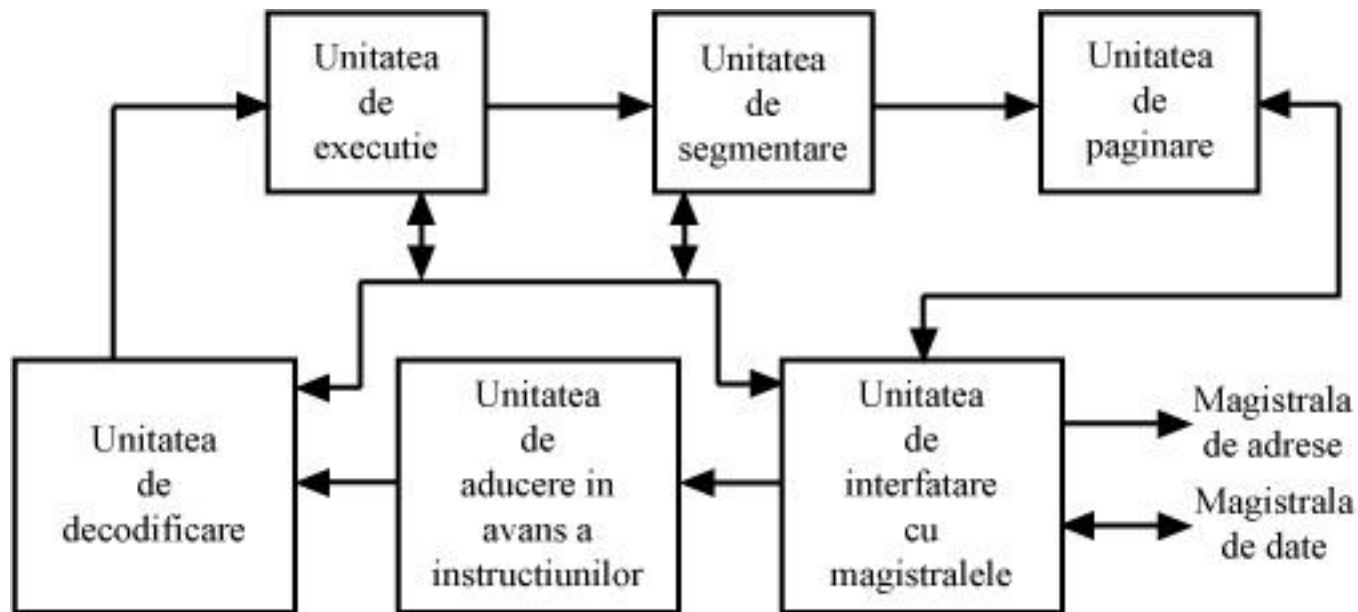 Unitatea
de
executie
Unitatea
de
segmentare
Unitatea
de
paginare
Unitatea
de
decodificare
Unitatea
de
aducere in
avans a
instructiunilor
Unitatea
de
interfatare
cu
magistralele
Magistrala
de adrese
Magistrala
de date